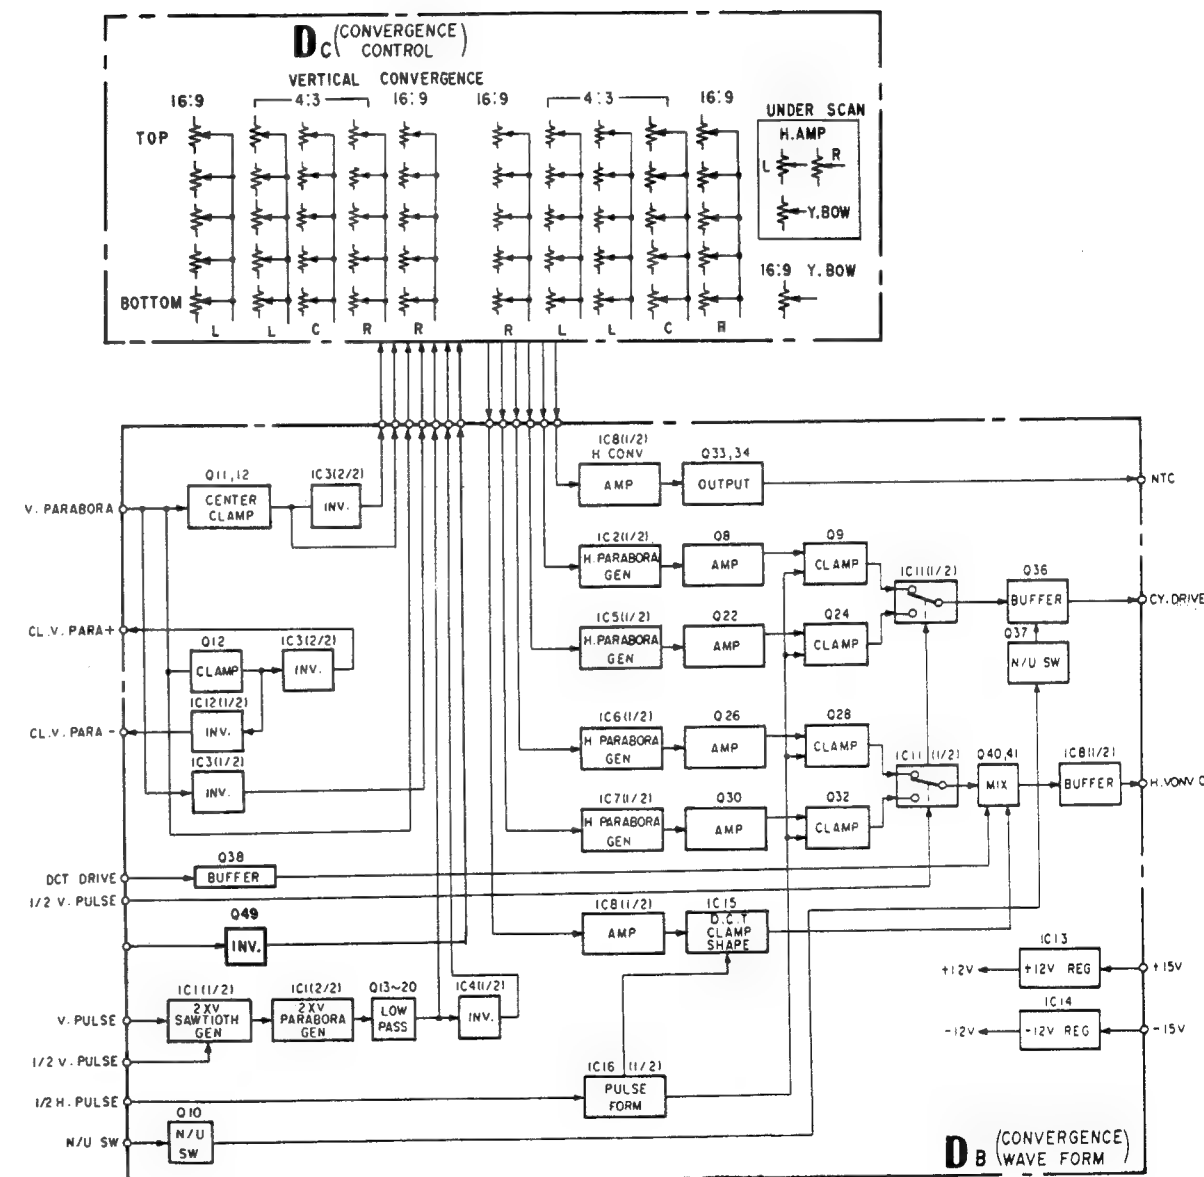 DC (CONVERGENCE CONTROL)
VERTICAL CONVERGENCE
16:9 4:3 16:9 16:9 4:3 16:9
UNDER SCAN
H.AMP
TOP
L R
Y.BOW
16:9 Y.BOW
BOTTOM
L L C R R R L L C R
IC8(1/2)
H CONV
Q33,34
AMP
OUTPUT
NTC
Q11,12
IC3(2/2)
V. PARABORA
CENTER
CLAMP
INV.
IC2(1/2)
Q8
Q9
H.PARABORA
GEN
AMP
CLAMP
IC11(1/2)
Q36
BUFFER
CY.DRIVE
CL.V. PARA+
Q12
IC3(2/2)
CLAMP
INV.
IC5(1/2)
Q22
Q24
H.PARABORA
GEN
AMP
CLAMP
Q37
N/U SW
IC12(1/2)
CL.V. PARA -
INV.
IC3(1/2)
INV.
IC6(1/2)
Q26
Q28
H PARABORA
GEN
AMP
CLAMP
IC11 (1/2)
Q40,41
IC8(1/2)
MIX
BUFFER
H.VONV O
IC7(1/2)
Q30
Q32
H PARABORA
GEN
AMP
CLAMP
Q38
DCT DRIVE
BUFFER
1/2 V. PULSE
Q49
INV.
IC8(1/2)
IC15
AMP
D.C.T
CLAMP
SHAPE
IC13
+12V
+12V REG
+15V
IC14
-12V
-12V REG
-15V
IC1(1/2)
IC1(2/2)
Q13~20
IC4(1/2)
V. PULSE
2XV
SAWTIOTH
GEN
2XV
PARABORA
GEN
LOW
PASS
INV.
1/2 V. PULSE
IC16 (1/2)
1/2 H. PULSE
PULSE
FORM
Q10
N/U SW
N/U
SW
DB (CONVERGENCE WAVE FORM)